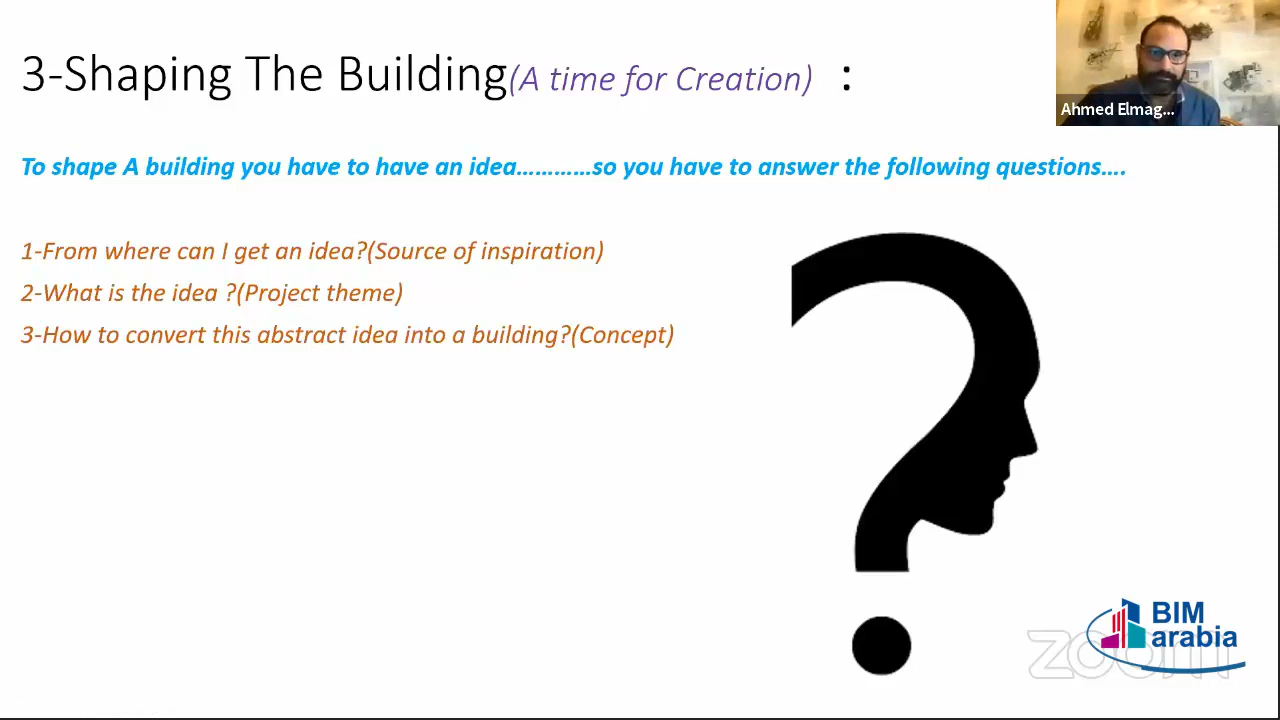 3-Shaping The Building(A time for Creation) :
Ahmed Elmag...
To shape A building you have to have an idea…………so you have to answer the following questions….
1-From where can I get an idea?(Source of inspiration)
2-What is the idea ?(Project theme)
3-How to convert this abstract idea into a building?(Concept)
BIM
arabia
zoom